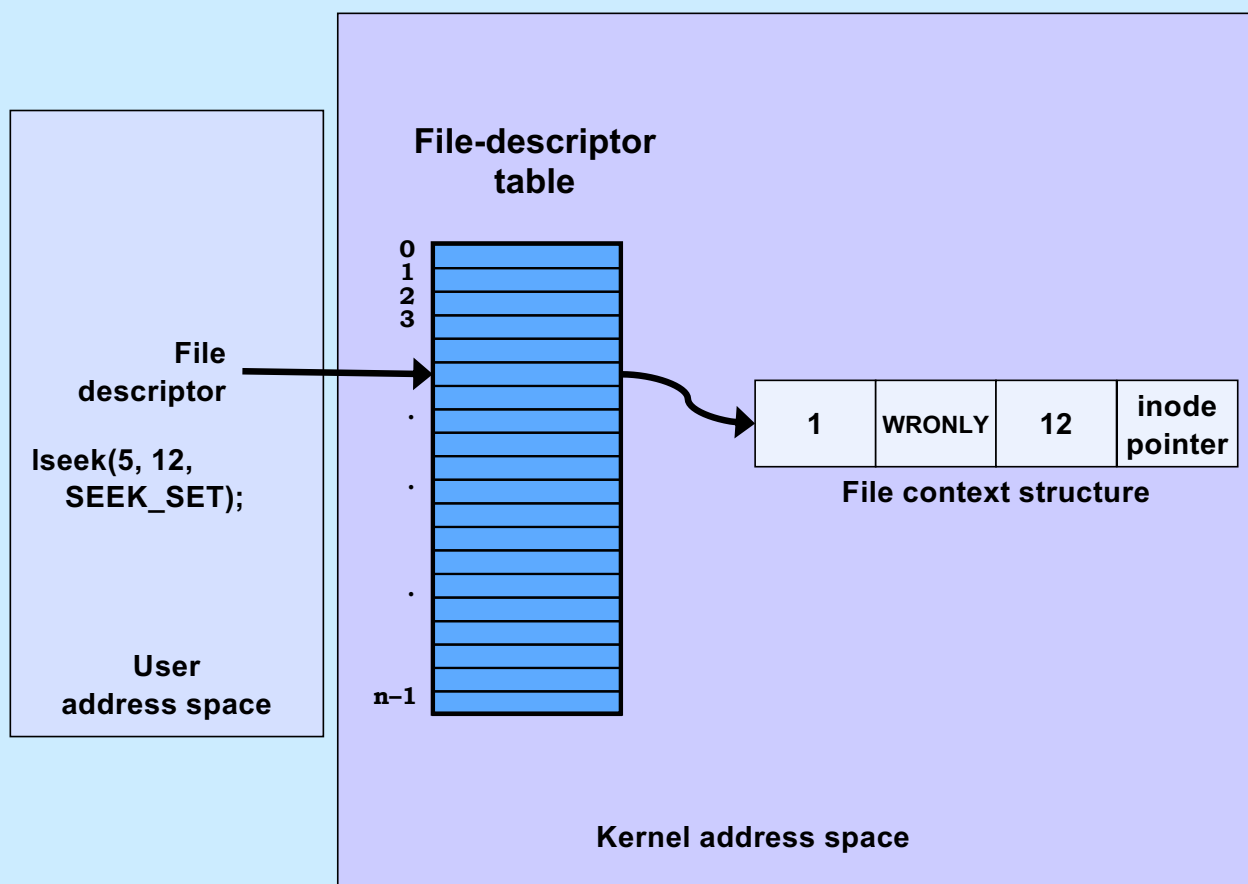 File-descriptor
table
0
1
2
3
.
.
.
n–1
File
descriptor
lseek(5, 12,
SEEK_SET);
User
address space
1 WRONLY 12 inode
pointer
File context structure
Kernel address space